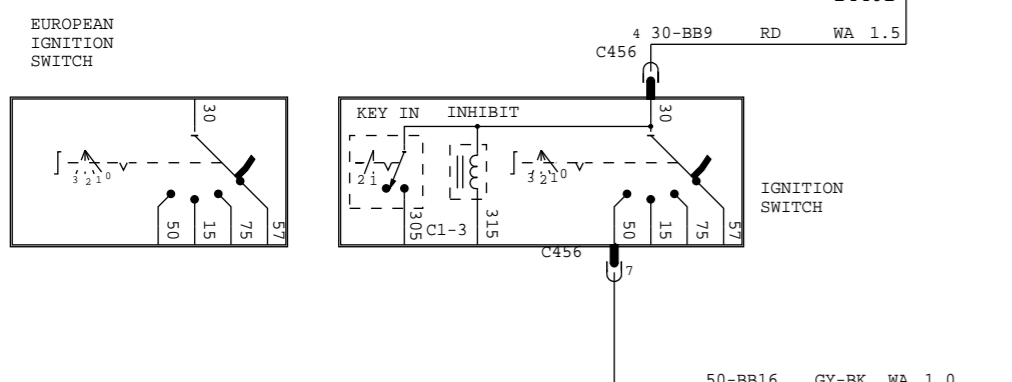 EUROPEAN
IGNITION
SWITCH
4 30-BB9 RD WA 1.5
C456
30
3 2 1 0
50
15
75
57
KEY IN INHIBIT
30
2 1
3 2 1 0
305
C1-3
315
50
15
75
57
IGNITION
SWITCH
C456
7
50-BB16 GY-BK WA 1.0